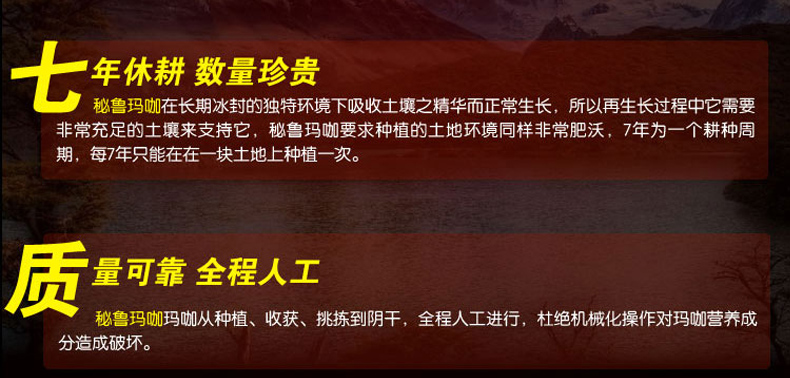 七年休耕 数量珍贵
秘鲁玛咖在长期冰封的独特环境下吸收土壤之精华而正常生长，所以再生长过程中它需要
非常充足的土壤来支持它，秘鲁玛咖要求种植的土地环境同样非常肥沃，7年为一个耕种周
期，每7年只能在在一块土地上种植一次。
质量可靠 全程人工
秘鲁玛咖玛咖从种植、收获、挑拣到阴干，全程人工进行，杜绝机械化操作对玛咖营养成
分造成破坏。